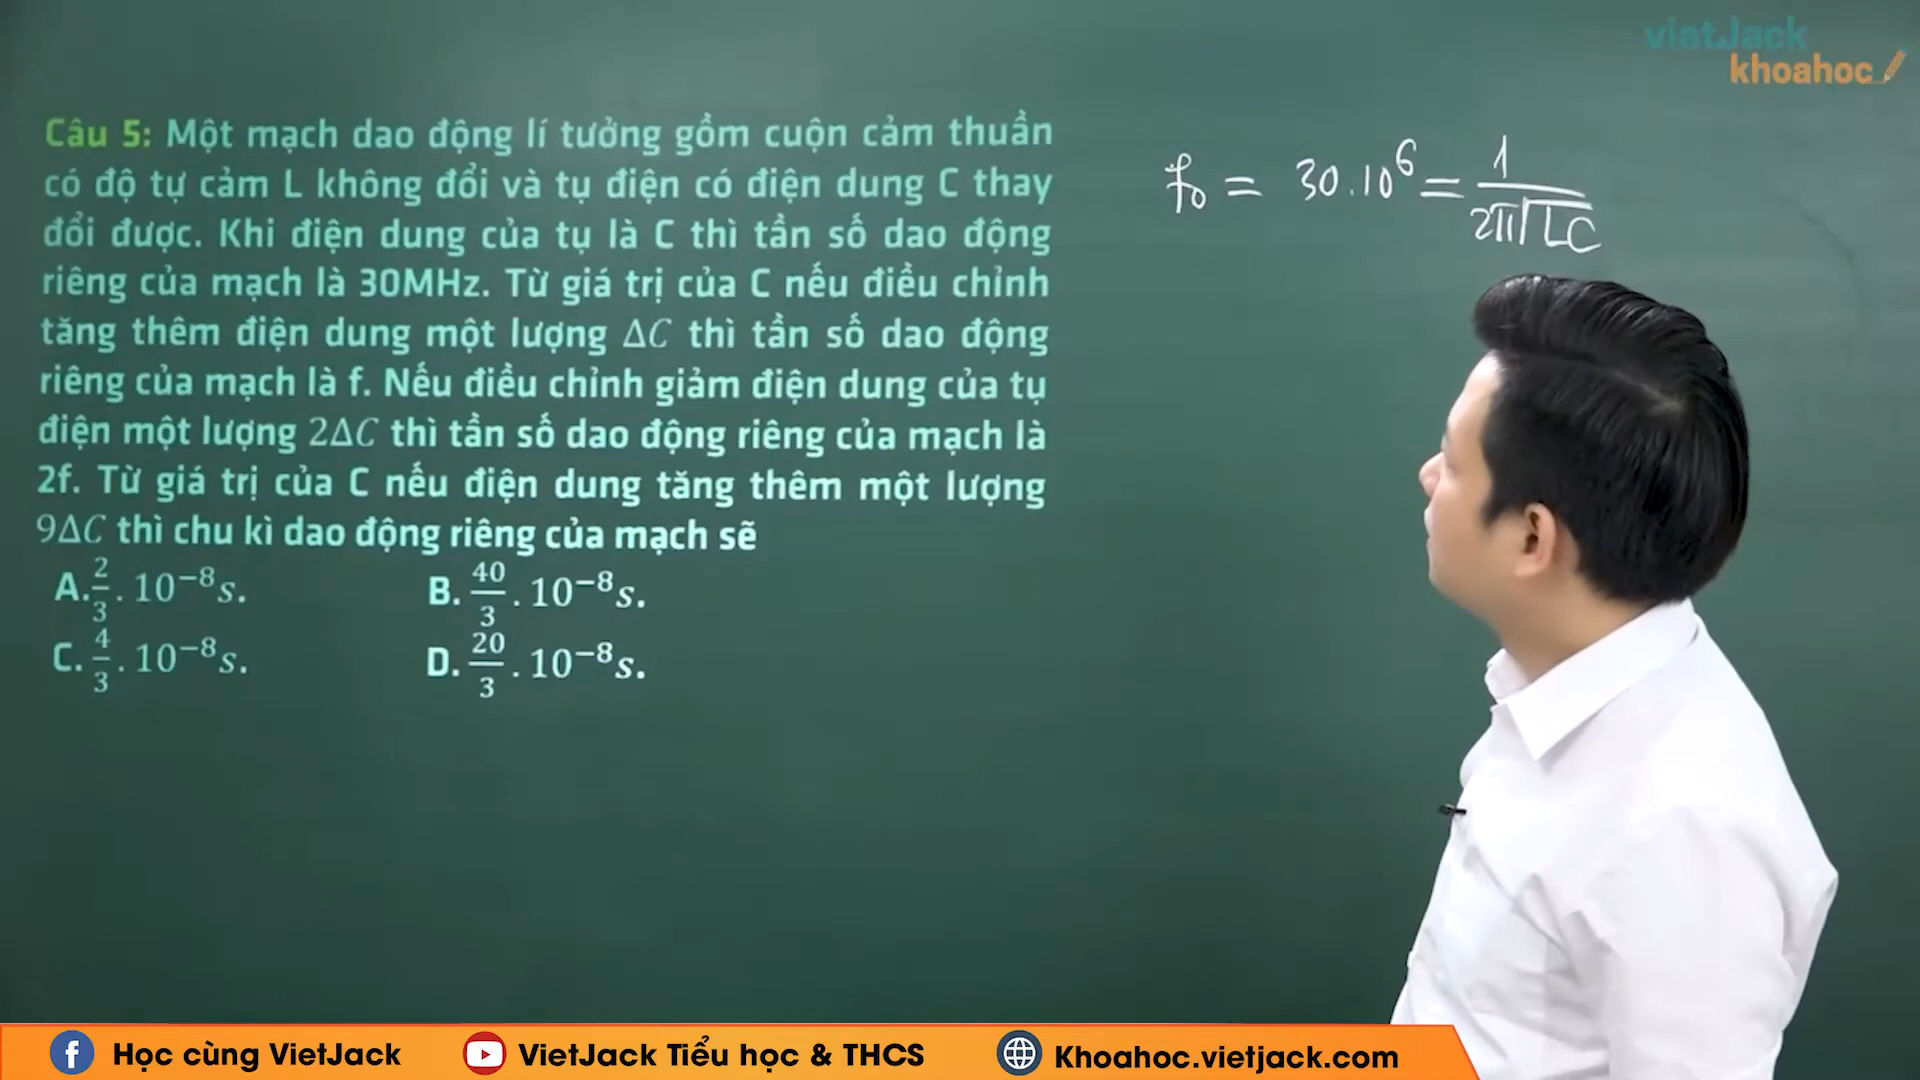 vietJack
khoahoc
Câu 5: Một mạch dao động lí tưởng gồm cuộn cảm thuần
có độ tự cảm L không đổi và tụ điện có điện dung C thay
đổi được. Khi điện dung của tụ là C thì tần số dao động
riêng của mạch là 30MHz. Từ giá trị của C nếu điều chỉnh
tăng thêm điện dung một lượng ΔC thì tần số dao động
riêng của mạch là f. Nếu điều chỉnh giảm điện dung của tụ
điện một lượng 2ΔC thì tần số dao động riêng của mạch là
2f. Từ giá trị của C nếu điện dung tăng thêm một lượng
9ΔC thì chu kì dao động riêng của mạch sẽ
A. 2/3 . 10⁻⁸s. B. 40/3 . 10⁻⁸s.
C. 4/3 . 10⁻⁸s. D. 20/3 . 10⁻⁸s.
f₀ = 30.10⁶ = 1/(2π√LC)
Học cùng VietJack VietJack Tiểu học & THCS Khoahoc.vietjack.com